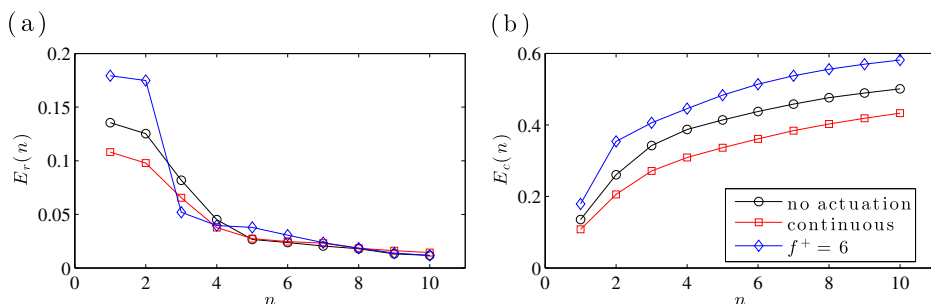 (a)
0.2
0.15
0.1
0.05
0
E_r(n)
0 2 4 6 8 10
n
(b)
0.6
0.4
0.2
0
E_c(n)
0 2 4 6 8 10
n
no actuation
continuous
f⁺ = 6